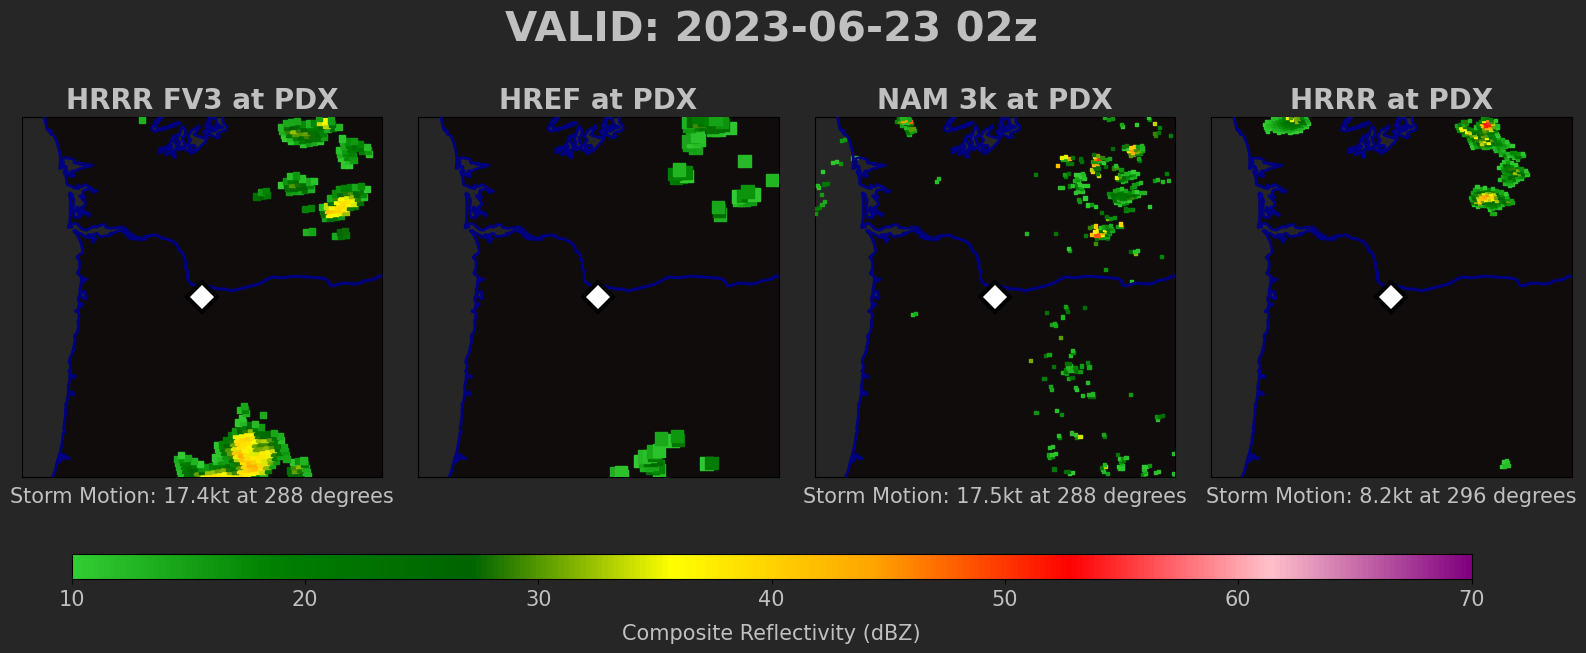 VALID: 2023-06-23 02z
HRRR FV3 at PDX
HREF at PDX
NAM 3k at PDX
HRRR at PDX
Storm Motion: 17.4kt at 288 degrees
Storm Motion: 17.5kt at 288 degrees
Storm Motion: 8.2kt at 296 degrees
10 20 30 40 50 60 70
Composite Reflectivity (dBZ)